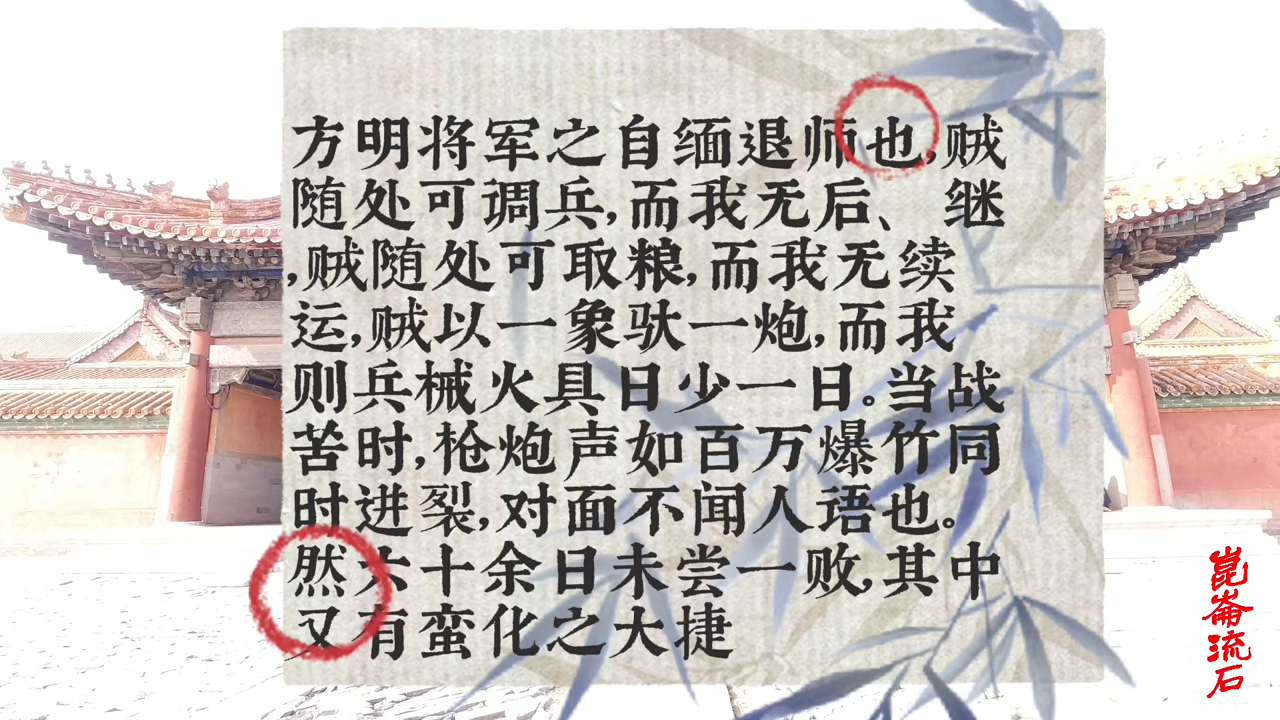 方明将军之自缅退师也,贼
随处可调兵,而我无后、 继
,贼随处可取粮,而我无续
运,贼以一象驮一炮,而我
则兵械火具日少一日。当战
苦时,枪炮声如百万爆竹同
时进裂,对面不闻人语也。
然六十余日未尝一败,其中
又有蛮化之大捷
崑崙流石